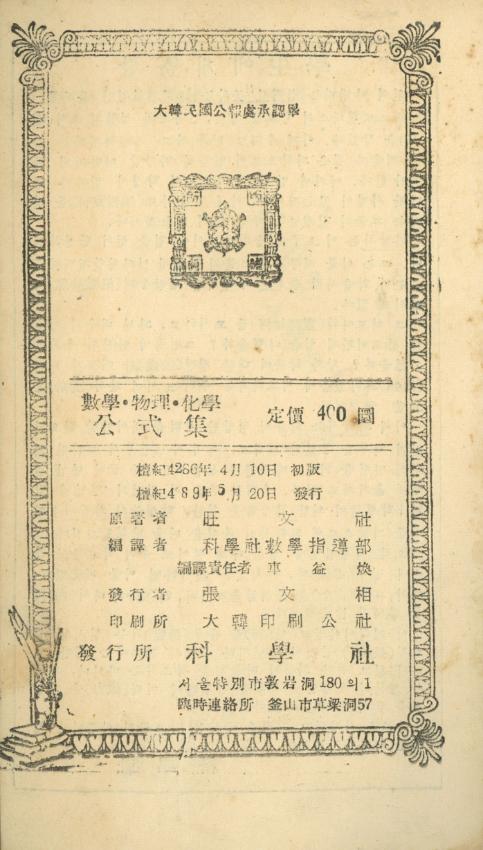 大韓民國公報處承認畢
數學·物理·化學
公式集
定價 400 圜
檀紀4286年 4月 10日 初版
檀紀4 89年 5月 20日 發行
原著者 旺文社
編譯者 科學社數學指導部
編譯責任者 車益煥
發行者 張文相
印刷所 大韓印刷公社
發行所 科學社
서울特別市敦岩洞 180 의 1
臨時連絡所 釜山市草梁洞57